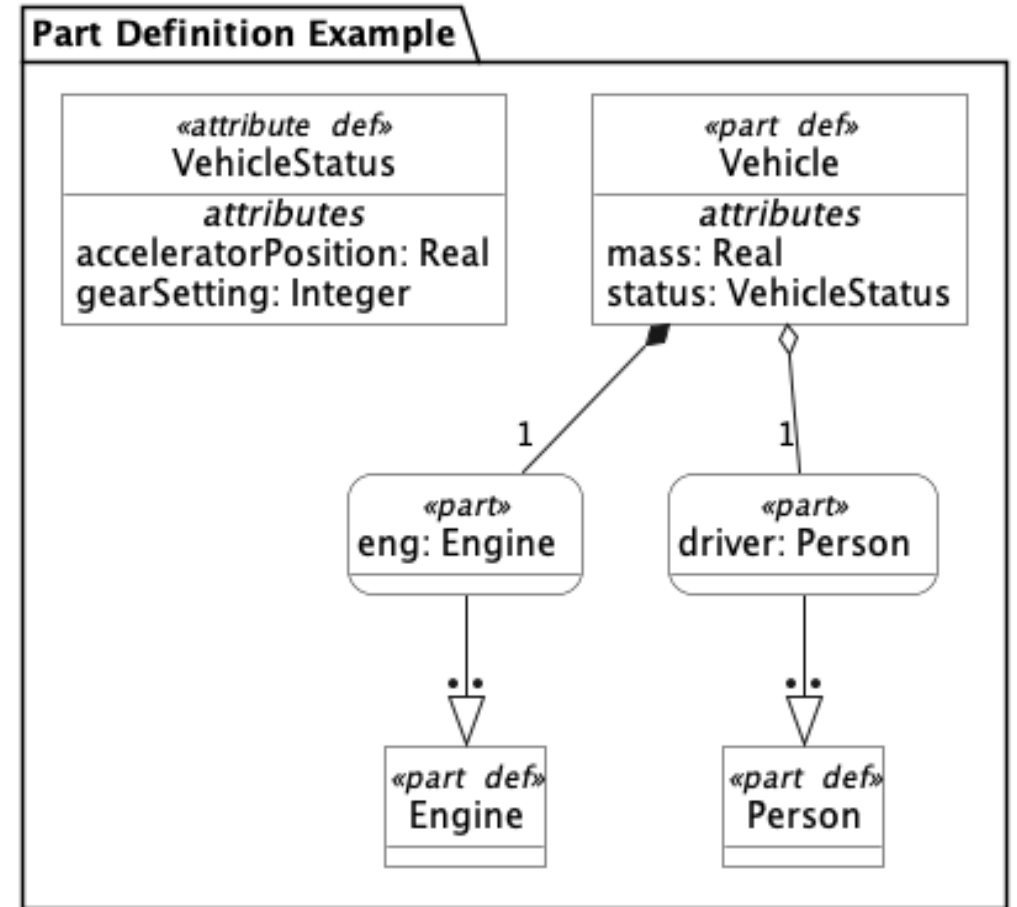 Part Definition Example
«attribute def»
VehicleStatus
attributes
acceleratorPosition: Real
gearSetting: Integer
«part def»
Vehicle
attributes
mass: Real
status: VehicleStatus
1
1
«part»
eng: Engine
«part»
driver: Person
«part def»
Engine
«part def»
Person